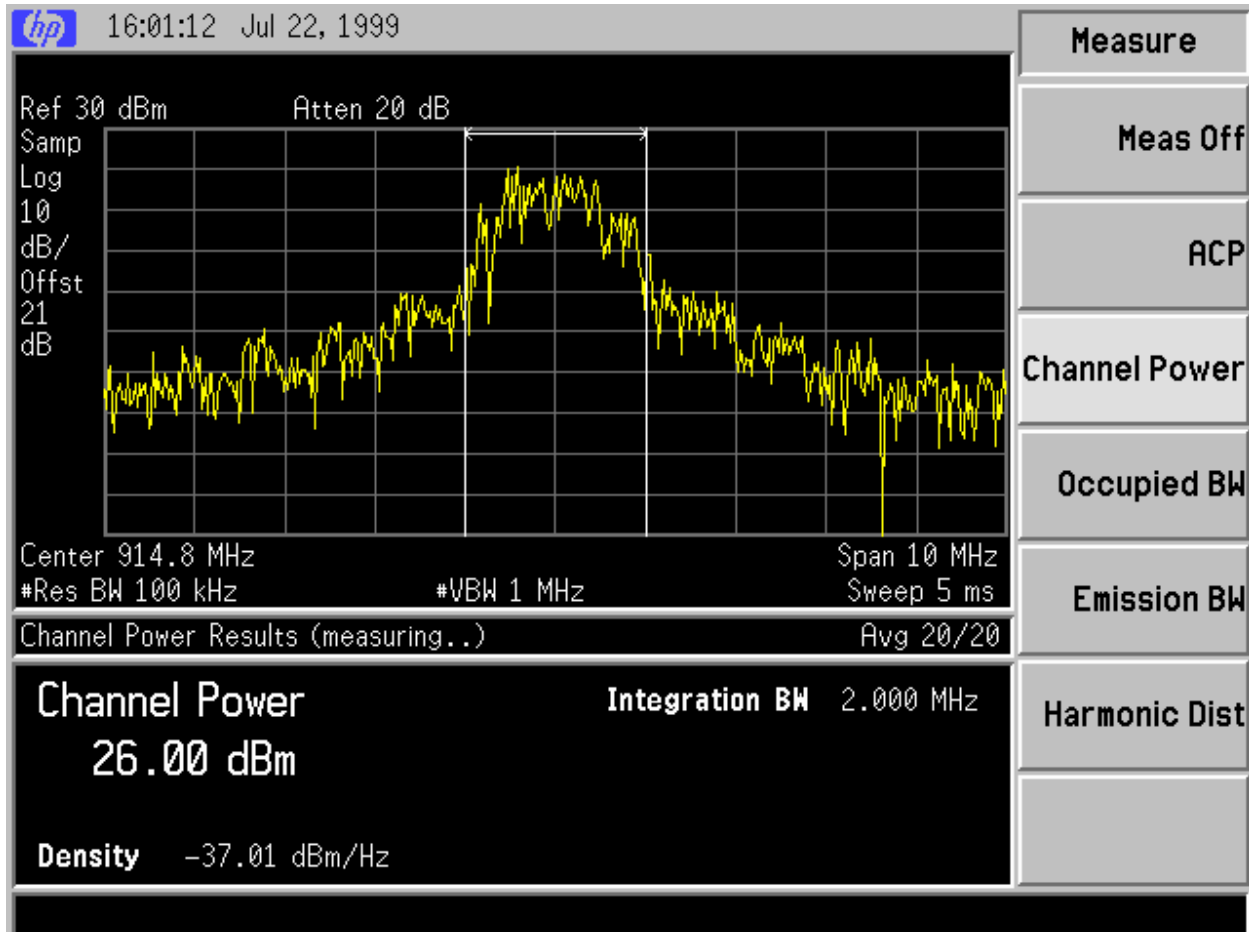 hp 16:01:12 Jul 22, 1999
Measure
Ref 30 dBm Atten 20 dB
Samp
Log
10
dB/
Offst
21
dB
Center 914.8 MHz Span 10 MHz
#Res BW 100 kHz #VBW 1 MHz Sweep 5 ms
Channel Power Results (measuring..) Avg 20/20
Channel Power Integration BW 2.000 MHz
26.00 dBm
Density -37.01 dBm/Hz
Meas Off
ACP
Channel Power
Occupied BW
Emission BW
Harmonic Dist